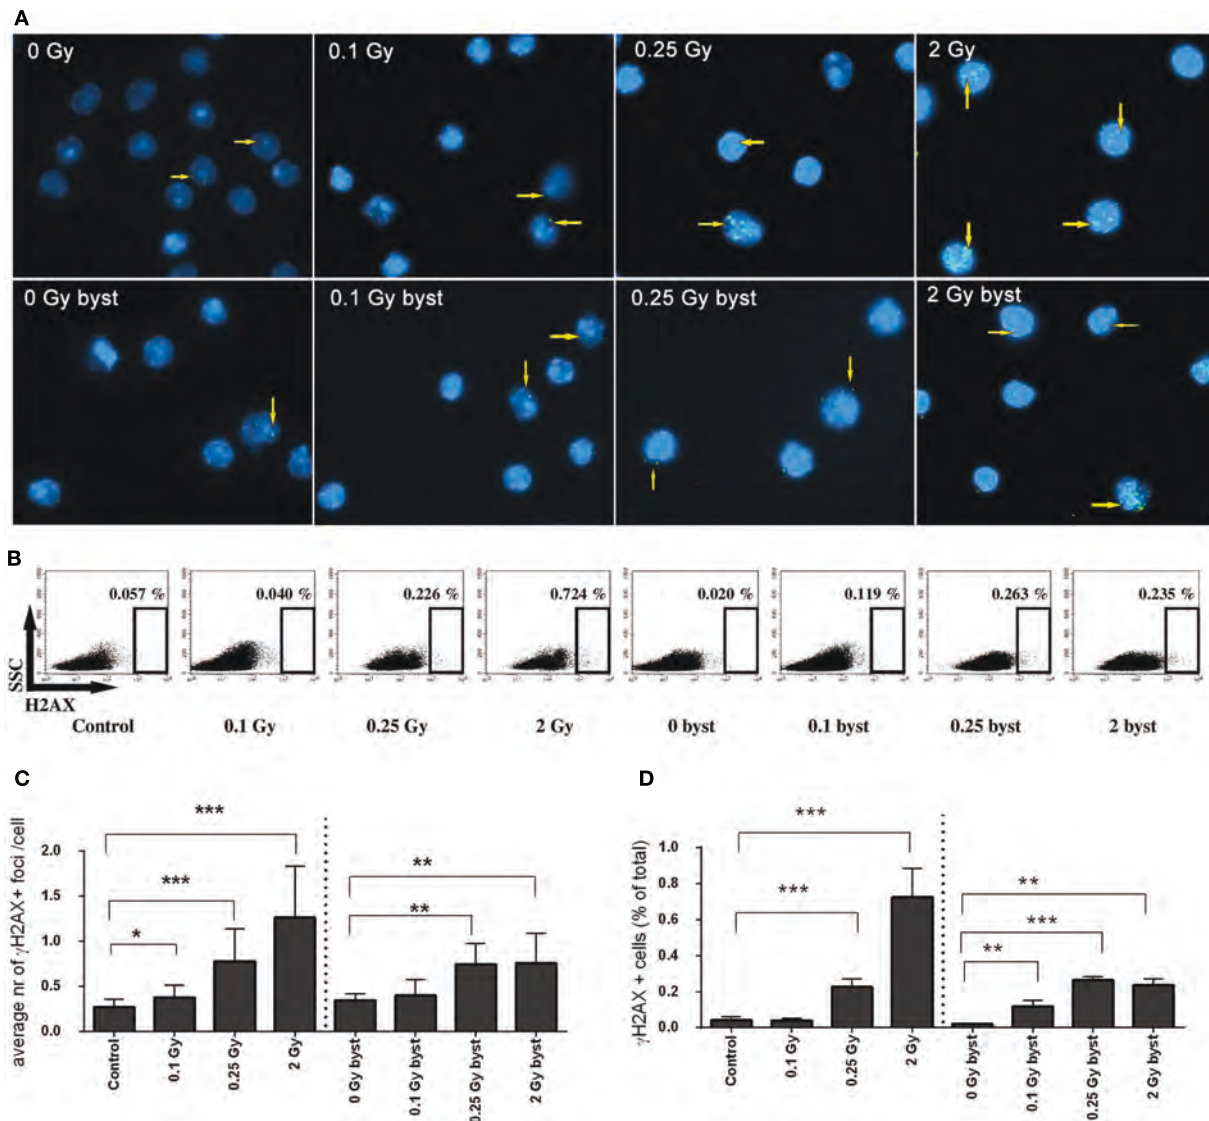 A
0 Gy
0.1 Gy
0.25 Gy
2 Gy
0 Gy byst
0.1 Gy byst
0.25 Gy byst
2 Gy byst
B
0.057 %
0.040 %
0.226 %
0.724 %
0.020 %
0.119 %
0.263 %
0.235 %
SSC
H2AX
Control
0.1 Gy
0.25 Gy
2 Gy
0 byst
0.1 byst
0.25 byst
2 byst
C
average nr of γH2AX+ foci /cell
2.0
1.5
1.0
0.5
0.0
***
***
*
**
**
Control
0.1 Gy
0.25 Gy
2 Gy
0 Gy byst
0.1 Gy byst
0.25 Gy byst
2 Gy byst
D
γH2AX + cells (% of total)
1.0
0.8
0.6
0.4
0.2
0.0
***
***
**
***
**
Control
0.1 Gy
0.25 Gy
2 Gy
0 Gy byst
0.1 Gy byst
0.25 Gy byst
2 Gy byst